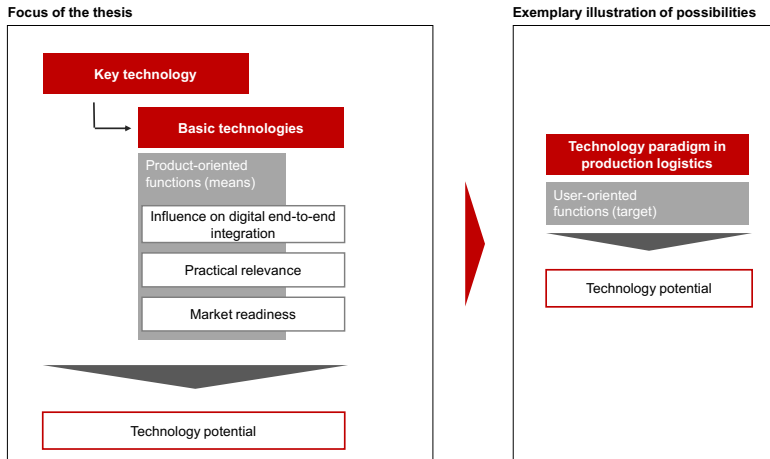 Focus of the thesis
Key technology
Basic technologies
Product-oriented
functions (means)
Influence on digital end-to-end
integration
Practical relevance
Market readiness
Technology potential
Exemplary illustration of possibilities
Technology paradigm in
production logistics
User-oriented
functions (target)
Technology potential